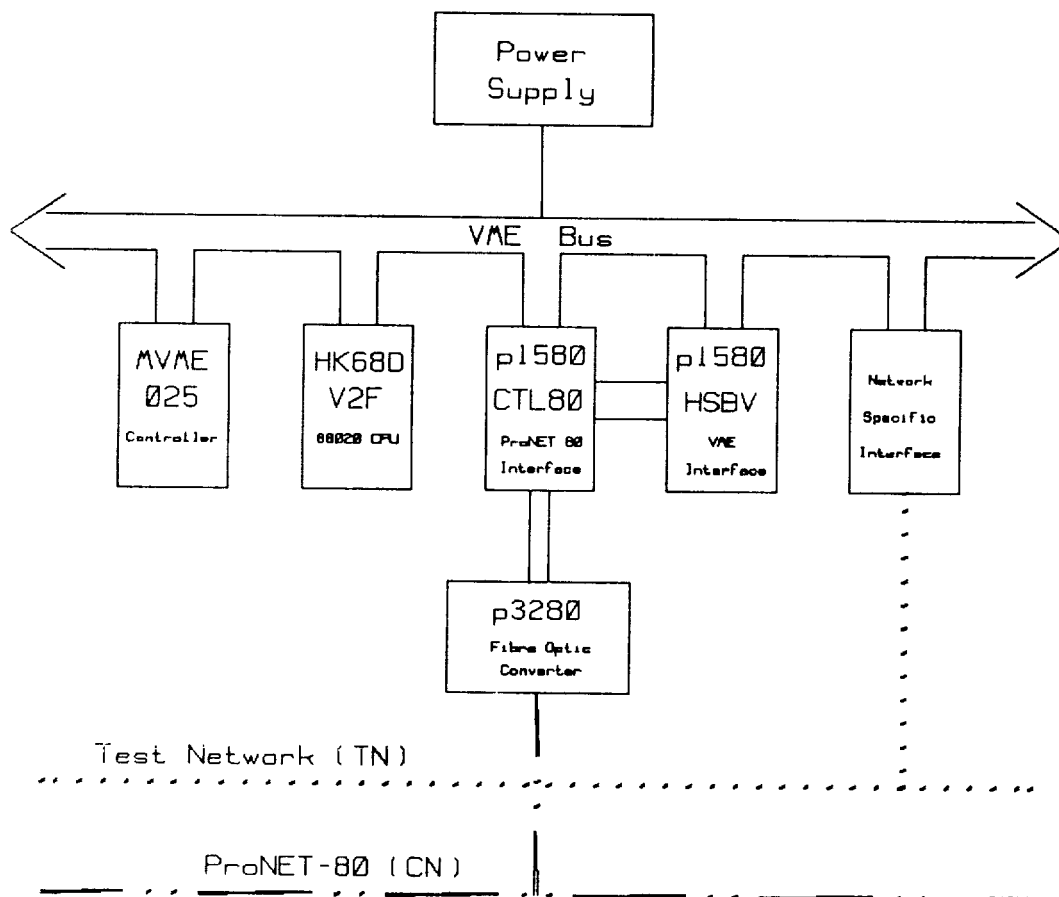 Power
Supply
VME Bus
MVME
025
Controller
HK68D
V2F
68020 CPU
p1580
CTL80
ProNET 80
Interface
p1580
HSBV
VME
Interface
Network
Specific
Interface
p3280
Fibre Optic
Converter
Test Network (TN)
ProNET-80 (CN)